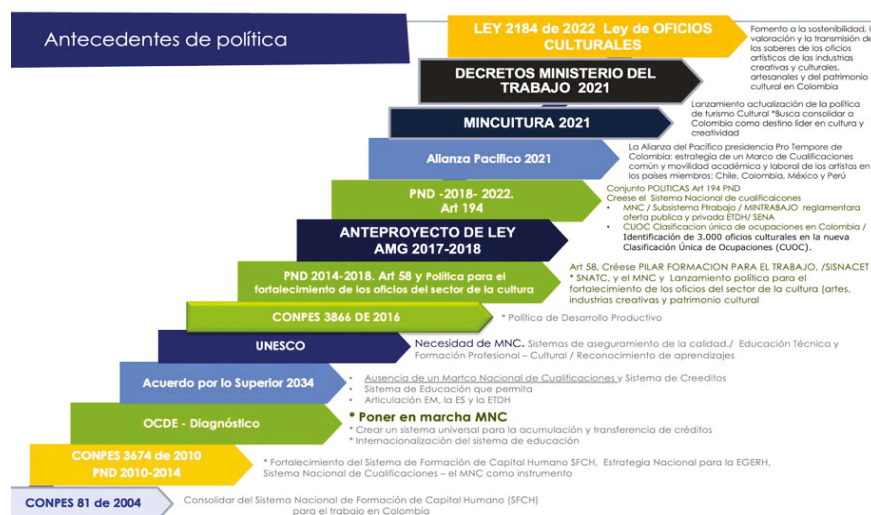 Antecedentes de política
LEY 2184 de 2022 Ley de OFICIOS
CULTURALES
Fomento a la sostenibilidad, l
valoración y la transmisión de
los saberes de los oficios
artísticos de las industrias
creativas y culturales,
artesanales y del patrimonio
cultural en Colombia
DECRETOS MINISTERIO DEL
TRABAJO 2021
MINCUITURA 2021
Lanzamiento actualización de la política
de turismo Cultural *Busca consolidar a
Colombia como destino líder en cultura y
creatividad
Alianza Pacifico 2021
La Alianza del Pacífico presidencia Pro Tempore de
Colombia: estrategia de un Marco de Cualificaciones
común y movilidad académica y laboral de los artistas en
los países miembros: Chile, Colombia, México y Perú
PND -2018- 2022.
Art 194
Conjunto POLITICAS Art 194 PND
Creese el Sistema Nacional de cualificaicones
• MNC / Subsistema Ftrabajo / MINTRABAJO reglamentara
oferta publica y privada ETDH/ SENA
• CUOC Clasificacion única de ocupaciones en Colombia /
Identificación de 3.000 oficios culturales en la nueva
Clasificación Única de Ocupaciones (CUOC).
ANTEPROYECTO DE LEY
AMG 2017-2018
PND 2014-2018. Art 58 y Política para el
fortalecimiento de los oficios del sector de la cultura
Art 58, Créese PILAR FORMACION PARA EL TRABAJO, /SISNACET
* SNATC, y el MNC y Lanzamiento política para el
fortalecimiento de los oficios del sector de la cultura (artes,
industrias creativas y patrimonio cultural
CONPES 3866 DE 2016
* Política de Desarrollo Productivo
UNESCO
Necesidad de MNC. Sistemas de aseguramiento de la calidad./ Educación Técnica y
Formación Profesional – Cultural / Reconocimiento de aprendizajes
Acuerdo por lo Superior 2034
• Ausencia de un Martco Nacional de Cualificaciones y Sistema de Creeditos
• Sistema de Educación que permita
• Articulación EM, la ES y la ETDH
OCDE - Diagnóstico
* Poner en marcha MNC
* Crear un sistema universal para la acumulación y transferencia de créditos
* Internacionalización del sistema de educación
CONPES 3674 de 2010
PND 2010-2014
* Fortalecimiento del Sistema de Formación de Capital Humano SFCH, Estrategia Nacional para la EGERH,
Sistema Nacional de Cualificaciones – el MNC como instrumento
CONPES 81 de 2004
Consolidar del Sistema Nacional de Formación de Capital Humano (SFCH)
para el trabajo en Colombia